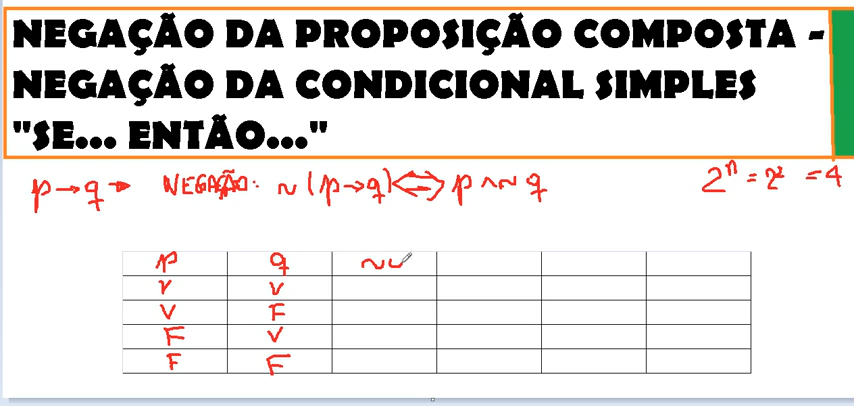 NEGAÇÃO DA PROPOSIÇÃO COMPOSTA -
NEGAÇÃO DA CONDICIONAL SIMPLES
"SE... ENTÃO..."
p→q→ NEGAÇÃO: ~(p→q)⇔p∧~q 2ⁿ=2²=4
p q ~
V V
V F
F V
F F